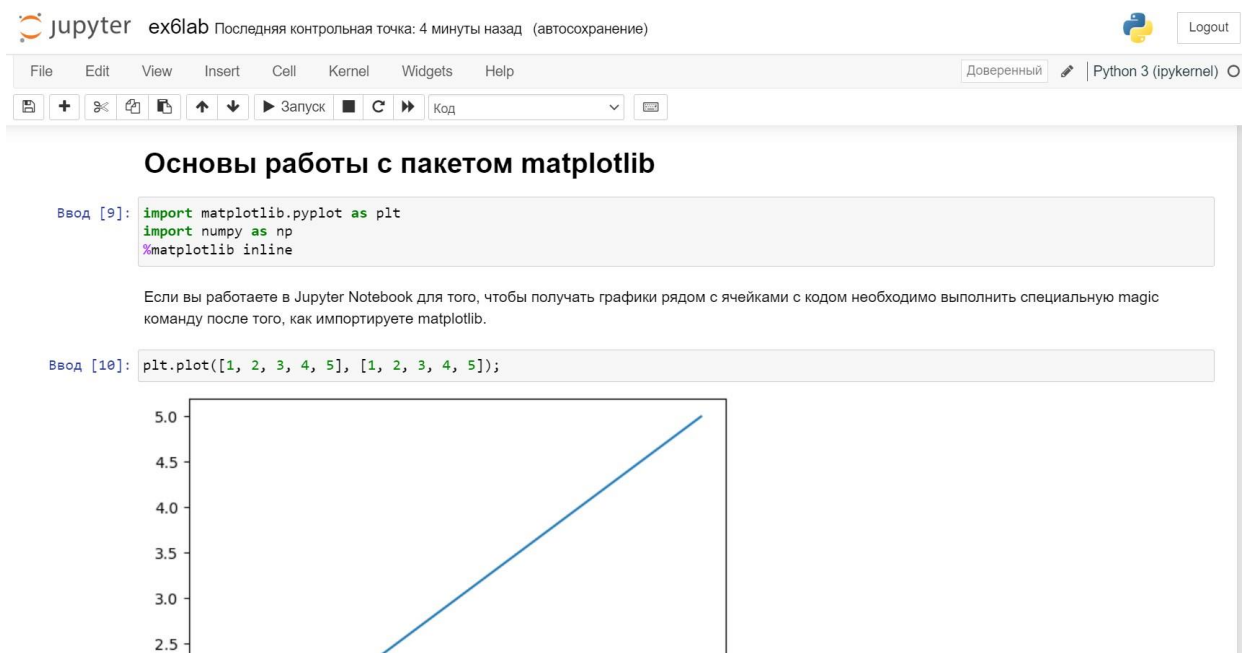 jupyter ex6lab Последняя контрольная точка: 4 минуты назад (автосохранение)
Logout
File Edit View Insert Cell Kernel Widgets Help
Доверенный Python 3 (ipykernel)
Запуск Код
Основы работы с пакетом matplotlib
Ввод [9]: import matplotlib.pyplot as plt
import numpy as np
%matplotlib inline
Если вы работаете в Jupyter Notebook для того, чтобы получать графики рядом с ячейками с кодом необходимо выполнить специальную magic
команду после того, как импортируете matplotlib.
Ввод [10]: plt.plot([1, 2, 3, 4, 5], [1, 2, 3, 4, 5]);
5.0
4.5
4.0
3.5
3.0
2.5